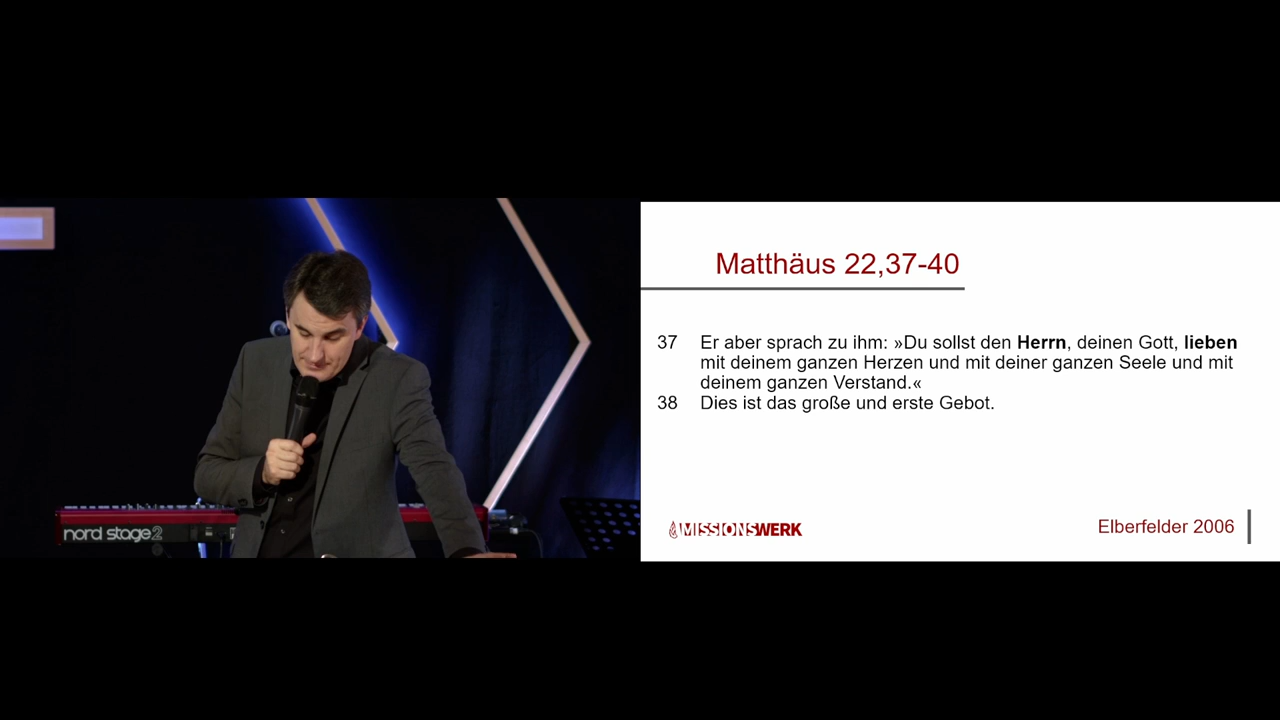 nord stage 2
Matthäus 22,37-40
37 Er aber sprach zu ihm: »Du sollst den Herrn, deinen Gott, lieben
mit deinem ganzen Herzen und mit deiner ganzen Seele und mit
deinem ganzen Verstand.«
38 Dies ist das große und erste Gebot.
MISSIONSWERK
Elberfelder 2006